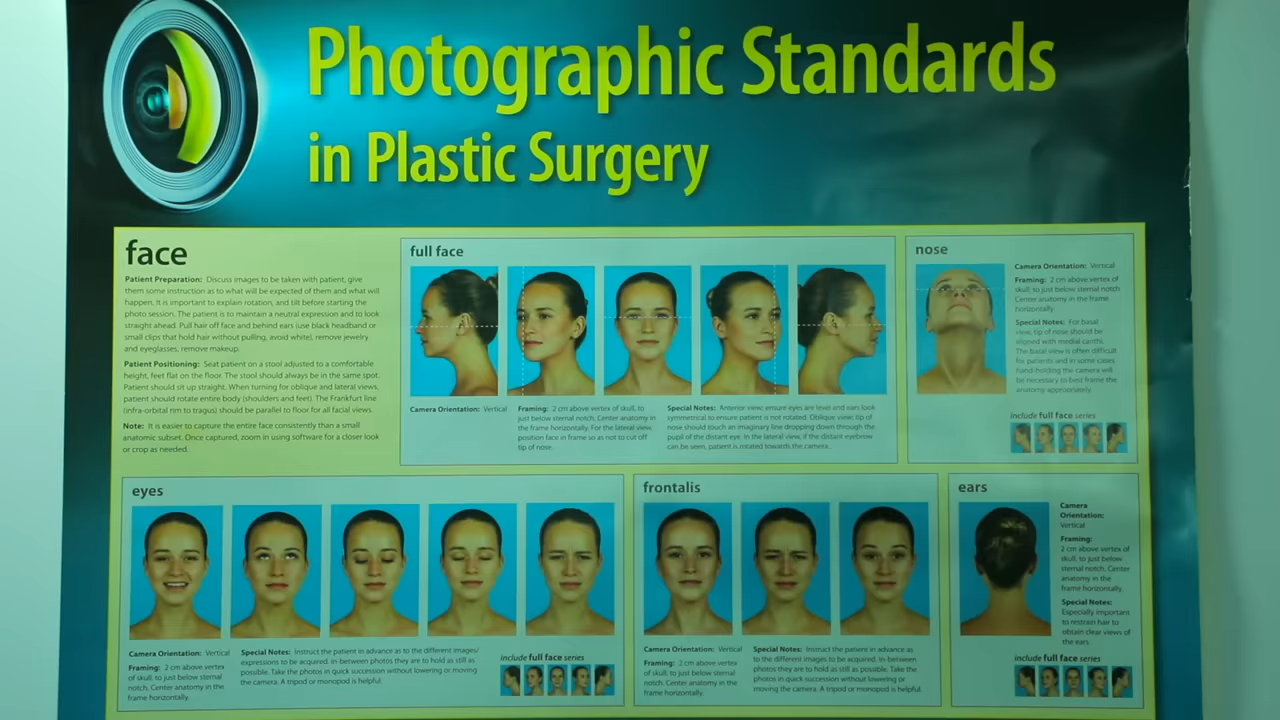 Photographic Standards
in Plastic Surgery
face
Patient Preparation: Discuss images to be taken with patient, give
them some instruction as to what will be expected of them and what will
happen. It is important to explain rotation, and tilt before starting the
photo session. The patient is to maintain a neutral expression and to look
straight ahead. Pull hair off face and behind ears (use black headband or
small clips that hold hair without pulling, avoid white), remove jewelry
and eyeglasses, remove makeup.
Patient Positioning: Seat patient on a stool adjusted to a comfortable
height, feet flat on the floor. The stool should always be in the same spot.
Patient should sit up straight. When turning for oblique and lateral views,
patient should rotate entire body (shoulders and feet). The Frankfurt line
(infra-orbital rim to tragus) should be parallel to floor for all facial views.
Note: It is easier to capture the entire face consistently than a small
anatomic subset. Once captured, zoom in using software for a closer look
or crop as needed.
full face
Camera Orientation: Vertical
Framing: 2 cm above vertex of skull, to
just below sternal notch. Center anatomy in
the frame horizontally. For the lateral view,
position face in frame so as not to cut off
tip of nose.
Special Notes: Anterior view: ensure eyes are level and ears look
symmetrical to ensure patient is not rotated. Oblique view: tip of
nose should touch an imaginary line dropping down through the
pupil of the distant eye. In the lateral view, if the distant eyebrow
can be seen, patient is rotated towards the camera.
nose
Camera Orientation: Vertical
Framing: 2 cm above vertex of
skull, to just below sternal notch
Center anatomy in the frame
horizontally.
Special Notes: For basal
view, tip of nose should be
aligned with medial canthi.
The basal view is often difficult
for patients and in some cases
hand-holding the camera will
be necessary to best frame the
anatomy appropriately.
include full face series
eyes
Camera Orientation: Vertical
Framing: 2 cm above vertex
of skull, to just below sternal
notch. Center anatomy in the
frame horizontally.
Special Notes: Instruct the patient in advance as to the different images/
expressions to be acquired. In-between photos they are to hold as still as
possible. Take the photos in quick succession without lowering or moving
the camera. A tripod or monopod is helpful.
include full face series
frontalis
Camera Orientation: Vertical
Framing: 2 cm above vertex
of skull, to just below sternal
notch. Center anatomy in the
frame horizontally.
Special Notes: Instruct the patient in advance as
to the different images to be acquired. In-between
photos they are to hold as still as possible. Take the
photos in quick succession without lowering or
moving the camera. A tripod or monopod is helpful.
ears
Camera
Orientation:
Vertical
Framing:
2 cm above vertex of
skull, to just below
sternal notch. Center
anatomy in the
frame horizontally.
Special Notes:
Especially important
to restrain hair to
obtain clear views of
the ears.
include full face series